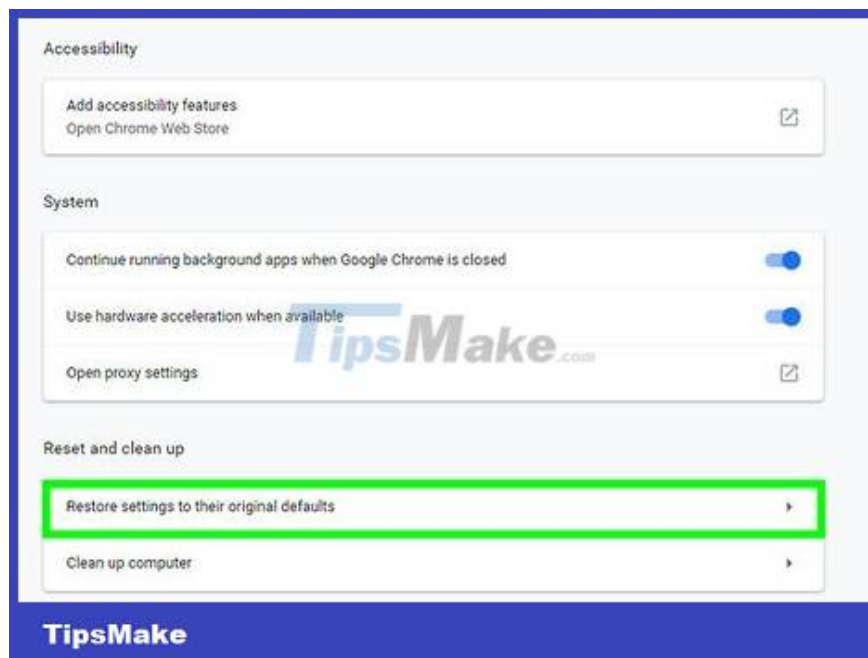 Accessibility
Add accessibility features
Open Chrome Web Store
System
Continue running background apps when Google Chrome is closed
Use hardware acceleration when available
TipsMake.com
Open proxy settings
Reset and clean up
Restore settings to their original defaults
Clean up computer
TipsMake